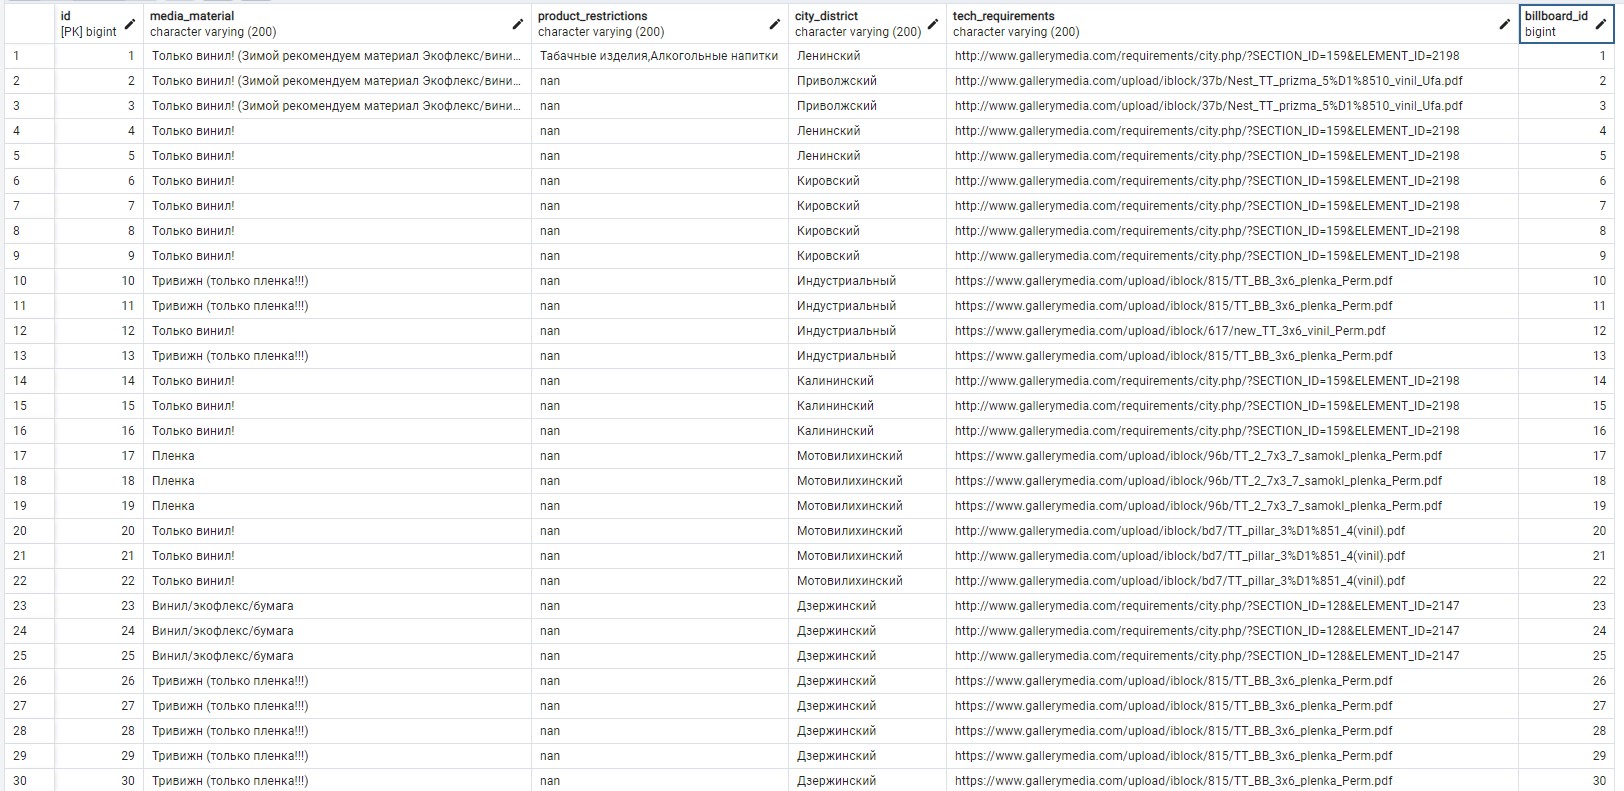 id media_material product_restrictions city_district tech_requirements billboard_id
[PK] bigint character varying (200) character varying (200) character varying (200) character varying (200) bigint
1 1 Только винил! (Зимой рекомендуем материал Экофлекс/вини... Табачные изделия,Алкогольные напитки Ленинский http://www.gallerymedia.com/requirements/city.php/?SECTION_ID=159&ELEMENT_ID=2198 1
2 2 Только винил! (Зимой рекомендуем материал Экофлекс/вини... nan Приволжский http://www.gallerymedia.com/upload/iblock/37b/Nest_TT_prizma_5%D1%8510_vinil_Ufa.pdf 2
3 3 Только винил! (Зимой рекомендуем материал Экофлекс/вини... nan Приволжский http://www.gallerymedia.com/upload/iblock/37b/Nest_TT_prizma_5%D1%8510_vinil_Ufa.pdf 3
4 4 Только винил! nan Ленинский http://www.gallerymedia.com/requirements/city.php/?SECTION_ID=159&ELEMENT_ID=2198 4
5 5 Только винил! nan Ленинский http://www.gallerymedia.com/requirements/city.php/?SECTION_ID=159&ELEMENT_ID=2198 5
6 6 Только винил! nan Кировский http://www.gallerymedia.com/requirements/city.php/?SECTION_ID=159&ELEMENT_ID=2198 6
7 7 Только винил! nan Кировский http://www.gallerymedia.com/requirements/city.php/?SECTION_ID=159&ELEMENT_ID=2198 7
8 8 Только винил! nan Кировский http://www.gallerymedia.com/requirements/city.php/?SECTION_ID=159&ELEMENT_ID=2198 8
9 9 Только винил! nan Кировский http://www.gallerymedia.com/requirements/city.php/?SECTION_ID=159&ELEMENT_ID=2198 9
10 10 Тривижн (только пленка!!!) nan Индустриальный http://www.gallerymedia.com/upload/iblock/815/TT_BB_3x6_plenka_Perm.pdf 10
11 11 Тривижн (только пленка!!!) nan Индустриальный http://www.gallerymedia.com/upload/iblock/815/TT_BB_3x6_plenka_Perm.pdf 11
12 12 Только винил! nan Индустриальный http://www.gallerymedia.com/upload/iblock/617/new_TT_3x6_vinil_Perm.pdf 12
13 13 Тривижн (только пленка!!!) nan Индустриальный http://www.gallerymedia.com/upload/iblock/815/TT_BB_3x6_plenka_Perm.pdf 13
14 14 Только винил! nan Калининский http://www.gallerymedia.com/requirements/city.php/?SECTION_ID=159&ELEMENT_ID=2198 14
15 15 Только винил! nan Калининский http://www.gallerymedia.com/requirements/city.php/?SECTION_ID=159&ELEMENT_ID=2198 15
16 16 Только винил! nan Калининский http://www.gallerymedia.com/requirements/city.php/?SECTION_ID=159&ELEMENT_ID=2198 16
17 17 Пленка nan Мотовилихинский https://www.gallerymedia.com/upload/iblock/96b/TT_2_7x3_7_samokl_plenka_Perm.pdf 17
18 18 Пленка nan Мотовилихинский https://www.gallerymedia.com/upload/iblock/96b/TT_2_7x3_7_samokl_plenka_Perm.pdf 18
19 19 Пленка nan Мотовилихинский https://www.gallerymedia.com/upload/iblock/96b/TT_2_7x3_7_samokl_plenka_Perm.pdf 19
20 20 Только винил! nan Мотовилихинский http://www.gallerymedia.com/upload/iblock/bd7/TT_pillar_3%D1%851_4(vinil).pdf 20
21 21 Только винил! nan Мотовилихинский http://www.gallerymedia.com/upload/iblock/bd7/TT_pillar_3%D1%851_4(vinil).pdf 21
22 22 Только винил! nan Мотовилихинский http://www.gallerymedia.com/upload/iblock/bd7/TT_pillar_3%D1%851_4(vinil).pdf 22
23 23 Винил/экофлекс/бумага nan Дзержинский http://www.gallerymedia.com/requirements/city.php/?SECTION_ID=128&ELEMENT_ID=2147 23
24 24 Винил/экофлекс/бумага nan Дзержинский http://www.gallerymedia.com/requirements/city.php/?SECTION_ID=128&ELEMENT_ID=2147 24
25 25 Винил/экофлекс/бумага nan Дзержинский http://www.gallerymedia.com/requirements/city.php/?SECTION_ID=128&ELEMENT_ID=2147 25
26 26 Тривижн (только пленка!!!) nan Дзержинский http://www.gallerymedia.com/upload/iblock/815/TT_BB_3x6_plenka_Perm.pdf 26
27 27 Тривижн (только пленка!!!) nan Дзержинский http://www.gallerymedia.com/upload/iblock/815/TT_BB_3x6_plenka_Perm.pdf 27
28 28 Тривижн (только пленка!!!) nan Дзержинский http://www.gallerymedia.com/upload/iblock/815/TT_BB_3x6_plenka_Perm.pdf 28
29 29 Тривижн (только пленка!!!) nan Дзержинский http://www.gallerymedia.com/upload/iblock/815/TT_BB_3x6_plenka_Perm.pdf 29
30 30 Тривижн (только пленка!!!) nan Дзержинский http://www.gallerymedia.com/upload/iblock/815/TT_BB_3x6_plenka_Perm.pdf 30